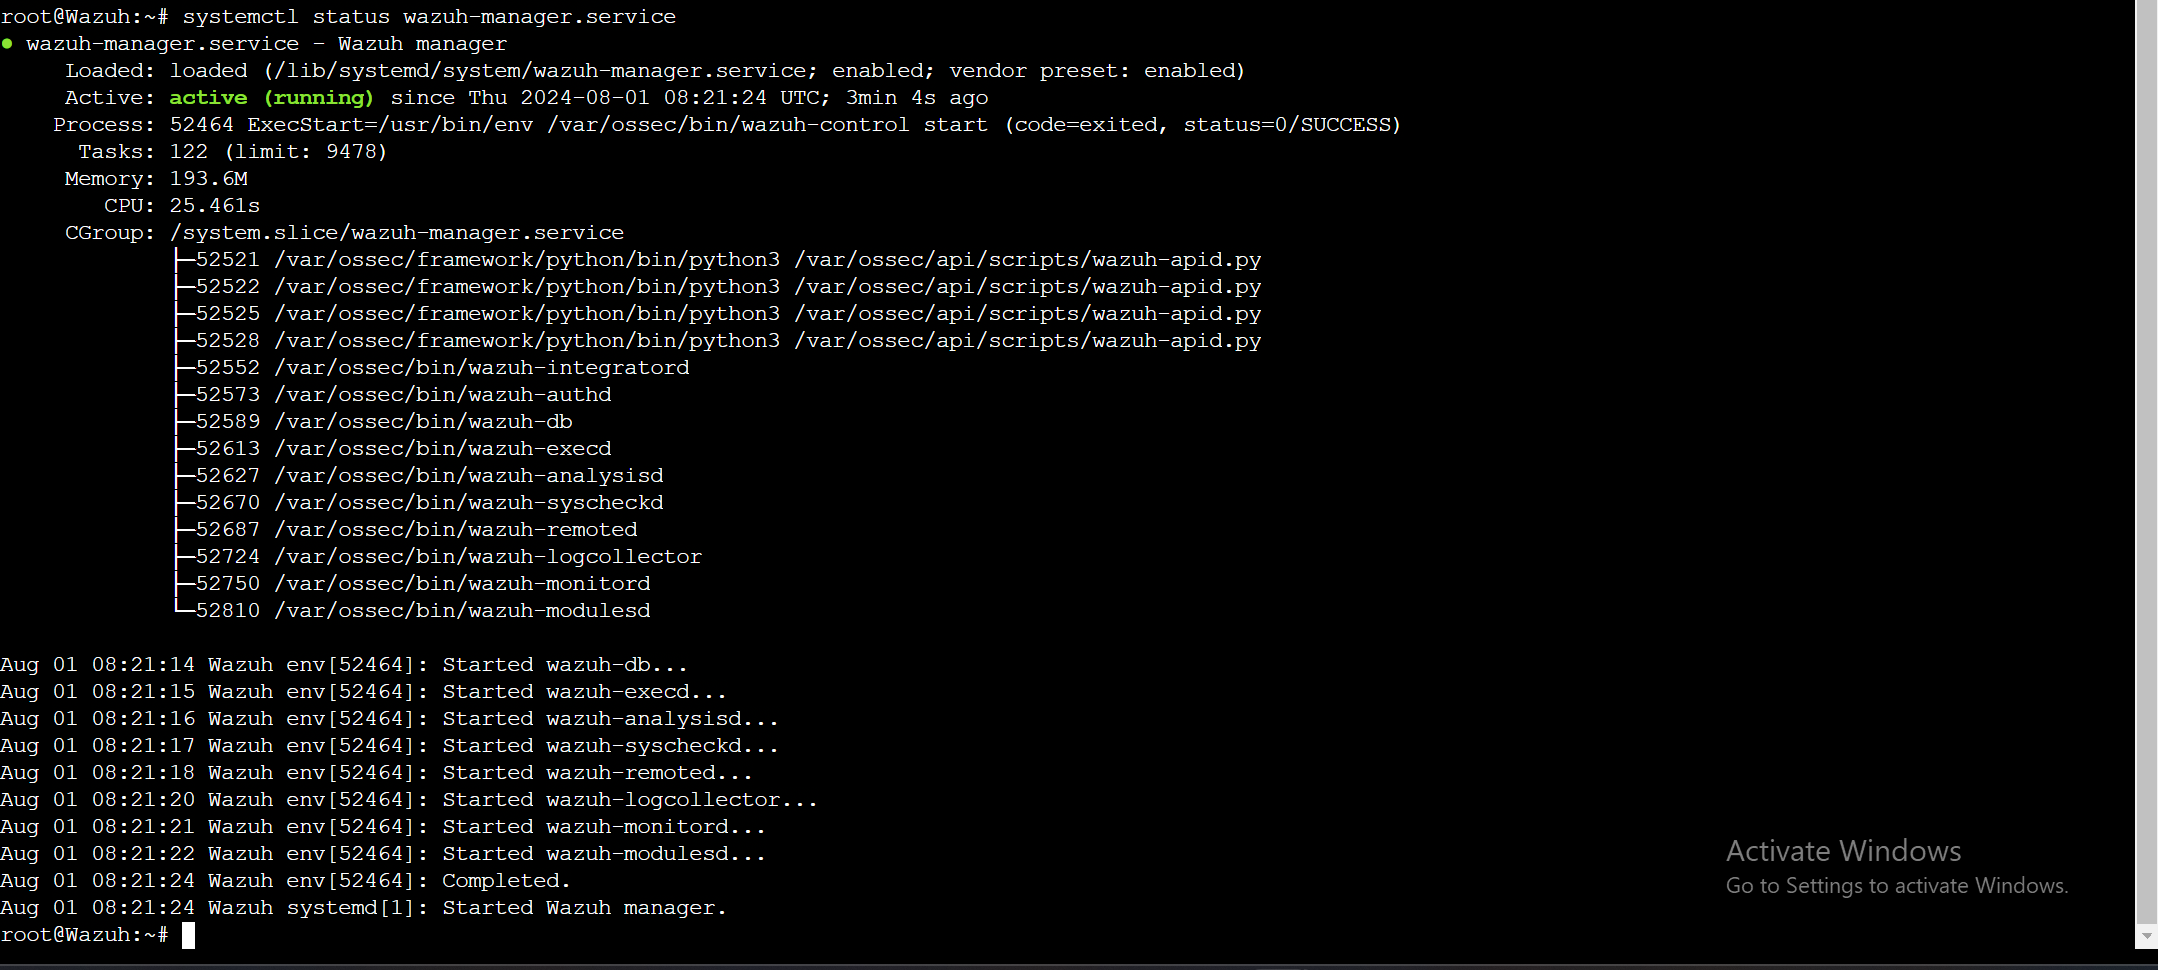 root@Wazuh:~# systemctl status wazuh-manager.service
● wazuh-manager.service - Wazuh manager
     Loaded: loaded (/lib/systemd/system/wazuh-manager.service; enabled; vendor preset: enabled)
     Active: active (running) since Thu 2024-08-01 08:21:24 UTC; 3min 4s ago
    Process: 52464 ExecStart=/usr/bin/env /var/ossec/bin/wazuh-control start (code=exited, status=0/SUCCESS)
      Tasks: 122 (limit: 9478)
     Memory: 193.6M
        CPU: 25.461s
     CGroup: /system.slice/wazuh-manager.service
             ├─52521 /var/ossec/framework/python/bin/python3 /var/ossec/api/scripts/wazuh-apid.py
             ├─52522 /var/ossec/framework/python/bin/python3 /var/ossec/api/scripts/wazuh-apid.py
             ├─52525 /var/ossec/framework/python/bin/python3 /var/ossec/api/scripts/wazuh-apid.py
             ├─52528 /var/ossec/framework/python/bin/python3 /var/ossec/api/scripts/wazuh-apid.py
             ├─52552 /var/ossec/bin/wazuh-integratord
             ├─52573 /var/ossec/bin/wazuh-authd
             ├─52589 /var/ossec/bin/wazuh-db
             ├─52613 /var/ossec/bin/wazuh-execd
             ├─52627 /var/ossec/bin/wazuh-analysisd
             ├─52670 /var/ossec/bin/wazuh-syscheckd
             ├─52687 /var/ossec/bin/wazuh-remoted
             ├─52724 /var/ossec/bin/wazuh-logcollector
             ├─52750 /var/ossec/bin/wazuh-monitord
             └─52810 /var/ossec/bin/wazuh-modulesd

Aug 01 08:21:14 Wazuh env[52464]: Started wazuh-db...
Aug 01 08:21:15 Wazuh env[52464]: Started wazuh-execd...
Aug 01 08:21:16 Wazuh env[52464]: Started wazuh-analysisd...
Aug 01 08:21:17 Wazuh env[52464]: Started wazuh-syscheckd...
Aug 01 08:21:18 Wazuh env[52464]: Started wazuh-remoted...
Aug 01 08:21:20 Wazuh env[52464]: Started wazuh-logcollector...
Aug 01 08:21:21 Wazuh env[52464]: Started wazuh-monitord...
Aug 01 08:21:22 Wazuh env[52464]: Started wazuh-modulesd...
Aug 01 08:21:24 Wazuh env[52464]: Completed.
Aug 01 08:21:24 Wazuh systemd[1]: Started Wazuh manager.
root@Wazuh:~#
Activate Windows
Go to Settings to activate Windows.